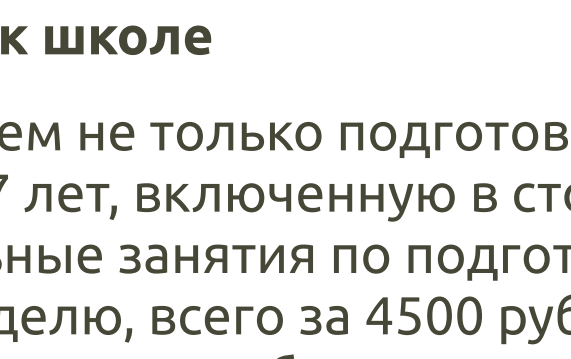 к школе
ем не только подготов
7 лет, включенную в сто
ьные занятия по подгот
делю, всего за 4500 руб